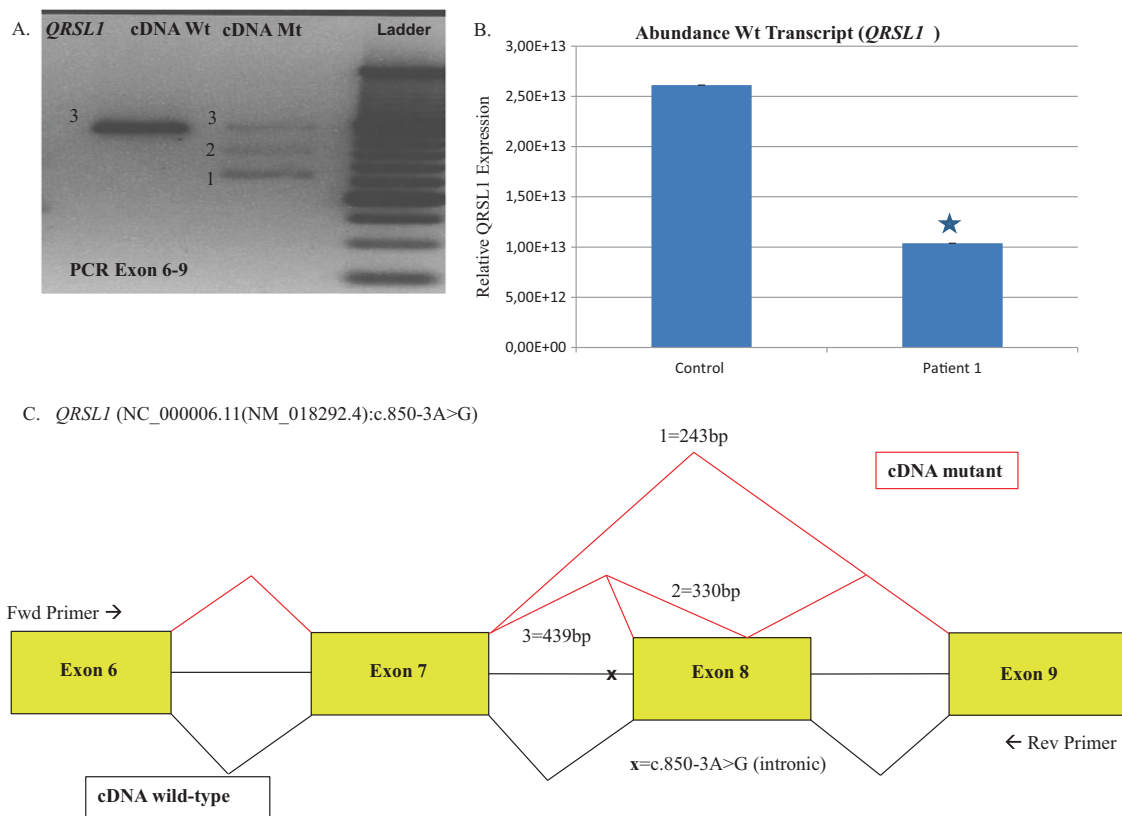 A.
QRSL1 cDNA Wt cDNA Mt Ladder
3
3
2
1
PCR Exon 6-9
B.
Abundance Wt Transcript (QRSL1 )
Relative QRSL1 Expression
3,00E+13
2,50E+13
2,00E+13
1,50E+13
1,00E+13
5,00E+12
0,00E+00
Control
Patient 1
C. QRSL1 (NC_000006.11(NM_018292.4):c.850-3A>G)
1=243bp
cDNA mutant
2=330bp
Fwd Primer →
3=439bp
Exon 6
Exon 7
x
Exon 8
Exon 9
← Rev Primer
x=c.850-3A>G (intronic)
cDNA wild-type